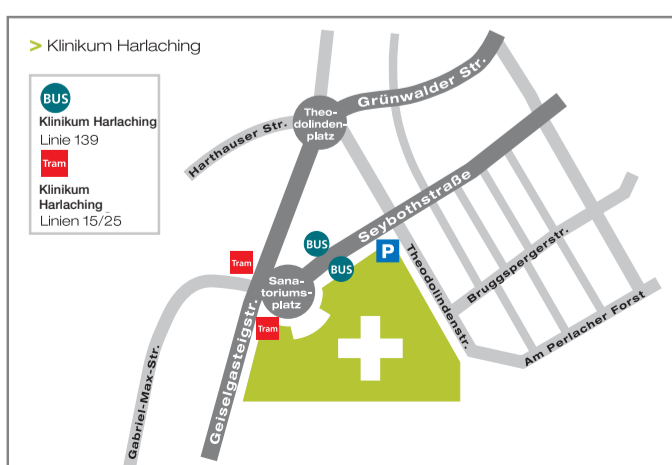 > Klinikum Harlaching
BUS
Klinikum Harlaching
Linie 139
Tram
Klinikum
Harlaching
Linien 15/25
Theo-
dolinden-
platz
Grünwalder Str.
Harthauser Str.
Seybothstraße
BUS
BUS
P
Tram
Sana-
toriums-
platz
Tram
Theodolindenstr.
Bruggspergerstr.
Am Perlacher Forst
Geiselgasteigstr.
Gabriel-Max-Str.